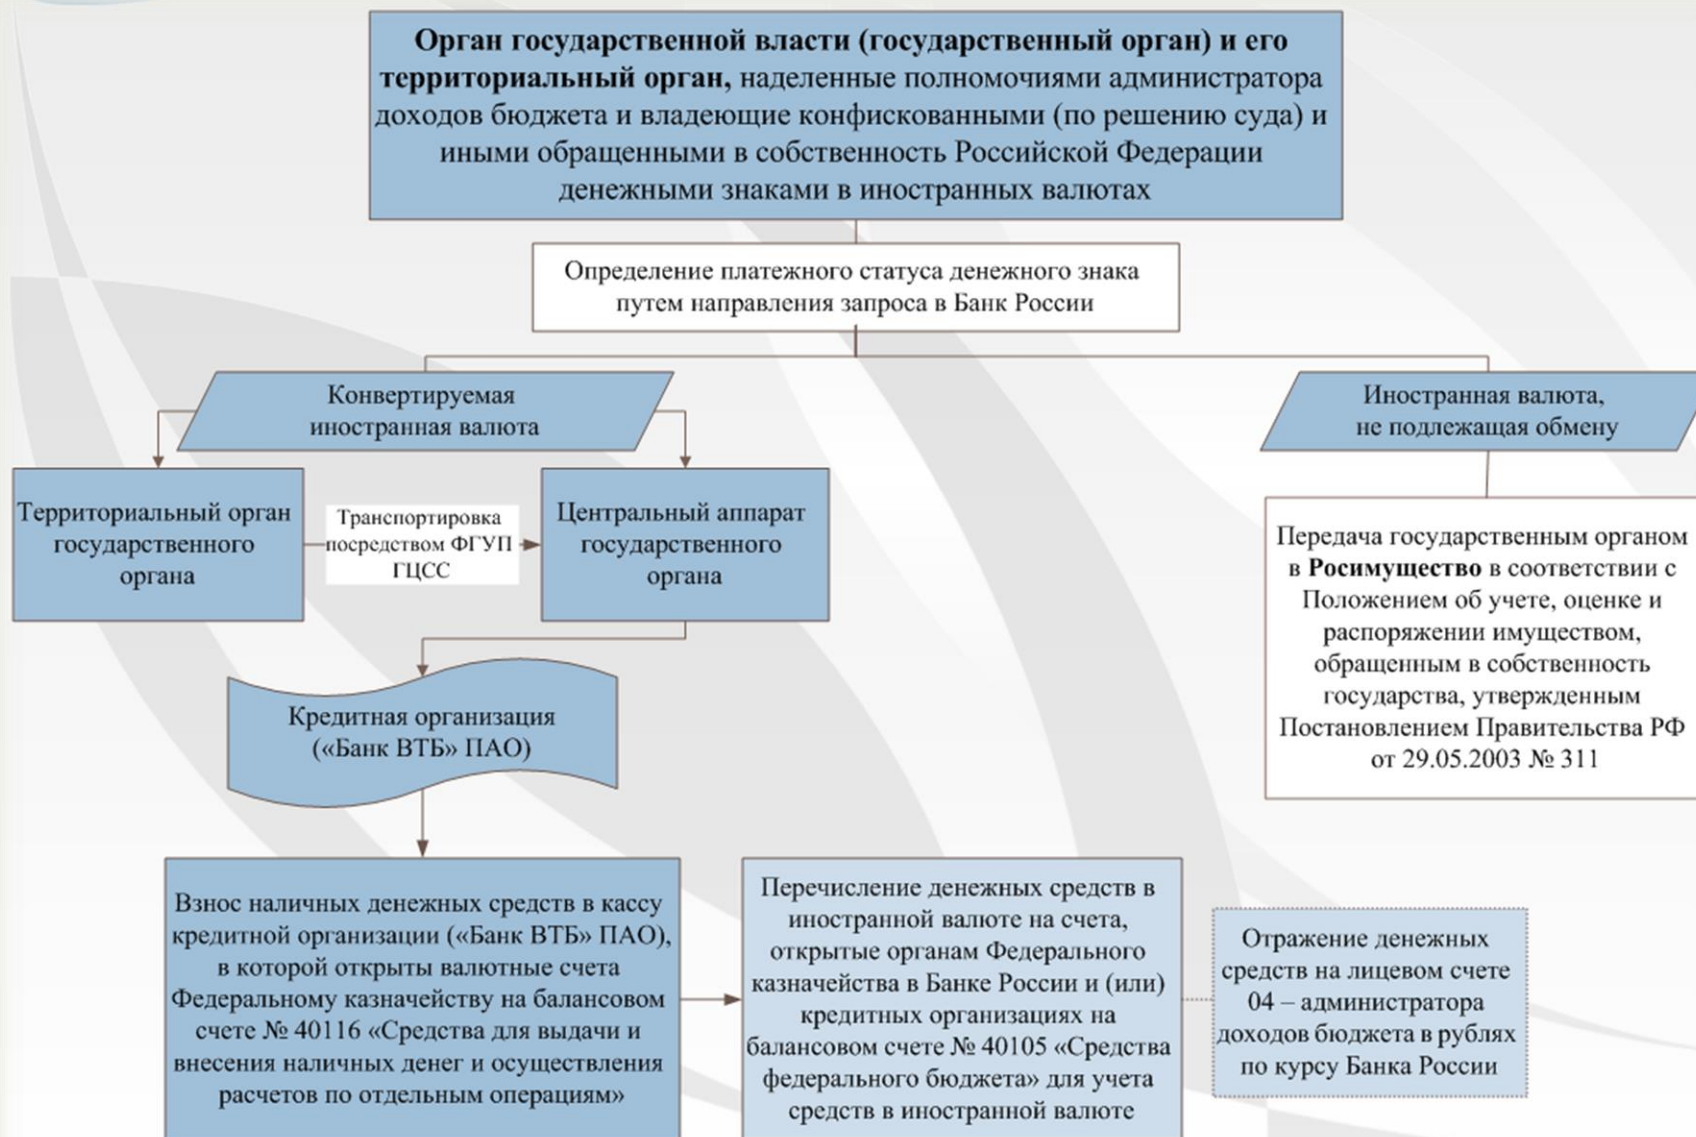 Орган государственной власти (государственный орган) и его
территориальный орган, наделенные полномочиями администратора
доходов бюджета и владеющие конфискованными (по решению суда) и
иными обращенными в собственность Российской Федерации
денежными знаками в иностранных валютах
Определение платежного статуса денежного знака
путем направления запроса в Банк России
Конвертируемая
иностранная валюта
Иностранная валюта,
не подлежащая обмену
Территориальный орган
государственного
органа
Транспортировка
посредством ФГУП
ГЦСС
Центральный аппарат
государственного
органа
Передача государственным органом
в Росимущество в соответствии с
Положением об учете, оценке и
распоряжении имуществом,
обращенным в собственность
государства, утвержденным
Постановлением Правительства РФ
от 29.05.2003 № 311
Кредитная организация
(«Банк ВТБ» ПАО)
Взнос наличных денежных средств в кассу
кредитной организации («Банк ВТБ» ПАО),
в которой открыты валютные счета
Федеральному казначейству на балансовом
счете № 40116 «Средства для выдачи и
внесения наличных денег и осуществления
расчетов по отдельным операциям»
Перечисление денежных средств в
иностранной валюте на счета,
открытые органам Федерального
казначейства в Банке России и (или)
кредитных организациях на
балансовом счете № 40105 «Средства
федерального бюджета» для учета
средств в иностранной валюте
Отражение денежных
средств на лицевом счете
04 – администратора
доходов бюджета в рублях
по курсу Банка России